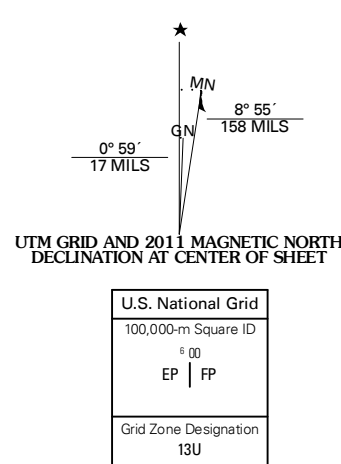 ★
MN
GN
8° 55´
158 MILS
0° 59´
17 MILS
UTM GRID AND 2011 MAGNETIC NORTH
DECLINATION AT CENTER OF SHEET
U.S. National Grid
100,000-m Square ID
6 00
EP FP
Grid Zone Designation
13U